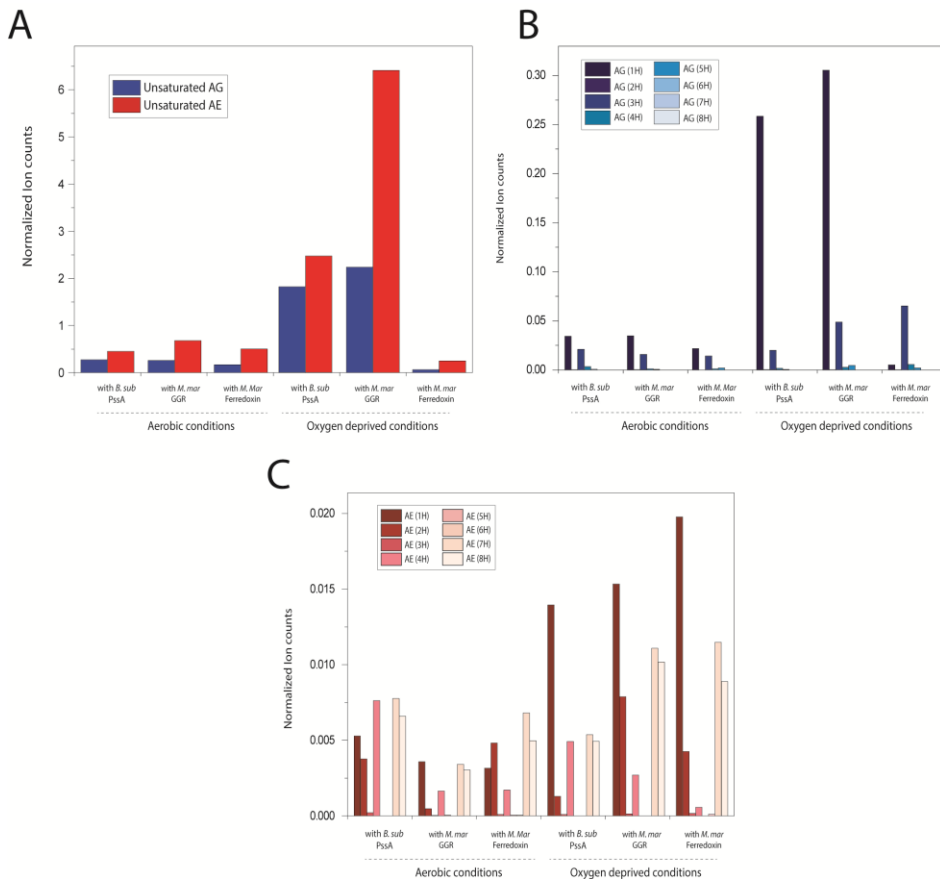 A
Normalized Ion counts
6
5
4
3
2
1
0
Unsaturated AG
Unsaturated AE
with B. sub PssA
with M. mar GGR
with M. Mar Ferredoxin
with B. sub PssA
with M. mar GGR
with M. mar Ferredoxin
Aerobic conditions
Oxygen deprived conditions
B
Normalized Ion counts
0.30
0.25
0.20
0.15
0.10
0.05
0.00
AG (1H)
AG (2H)
AG (3H)
AG (4H)
AG (5H)
AG (6H)
AG (7H)
AG (8H)
with B. sub PssA
with M. mar GGR
with M. Mar Ferredoxin
with B. sub PssA
with M. mar GGR
with M. mar Ferredoxin
Aerobic conditions
Oxygen deprived conditions
C
Normalized Ion counts
0.020
0.015
0.010
0.005
0.000
AE (1H)
AE (2H)
AE (3H)
AE (4H)
AE (5H)
AE (6H)
AE (7H)
AE (8H)
with B. sub PssA
with M. mar GGR
with M. Mar Ferredoxin
with B. sub PssA
with M. mar GGR
with M. mar Ferredoxin
Aerobic conditions
Oxygen deprived conditions